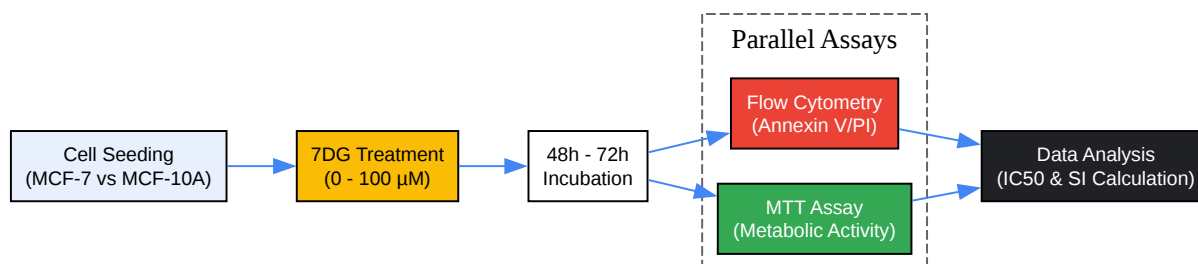 Parallel Assays
Cell Seeding
(MCF-7 vs MCF-10A)
7DG Treatment
(0 - 100 µM)
48h - 72h
Incubation
Flow Cytometry
(Annexin V/PI)
MTT Assay
(Metabolic Activity)
Data Analysis
(IC50 & SI Calculation)